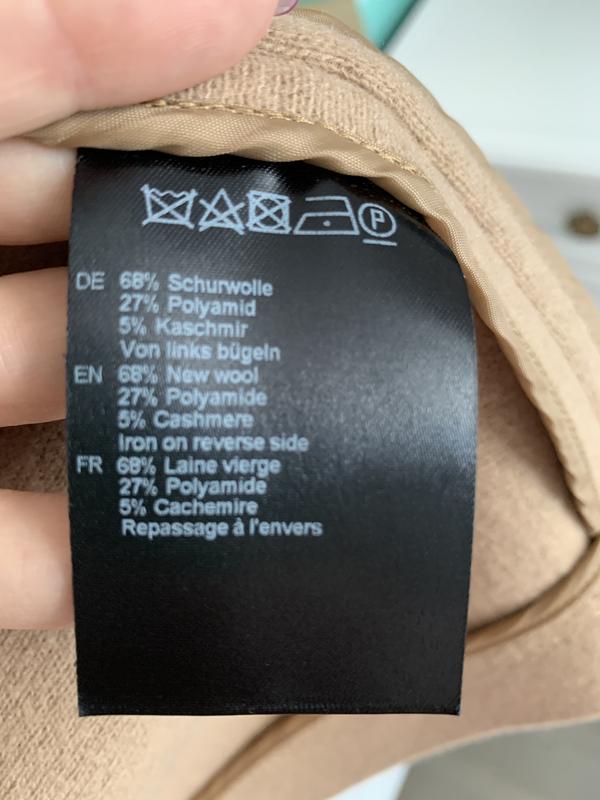 P
DE 68% Schurwolle
27% Polyamid
5% Kaschmir
Von links bügeln
EN 68% New wool
27% Polyamide
5% Cashmere
Iron on reverse side
FR 68% Laine vierge
27% Polyamide
5% Cachemire
Repassage à l'envers